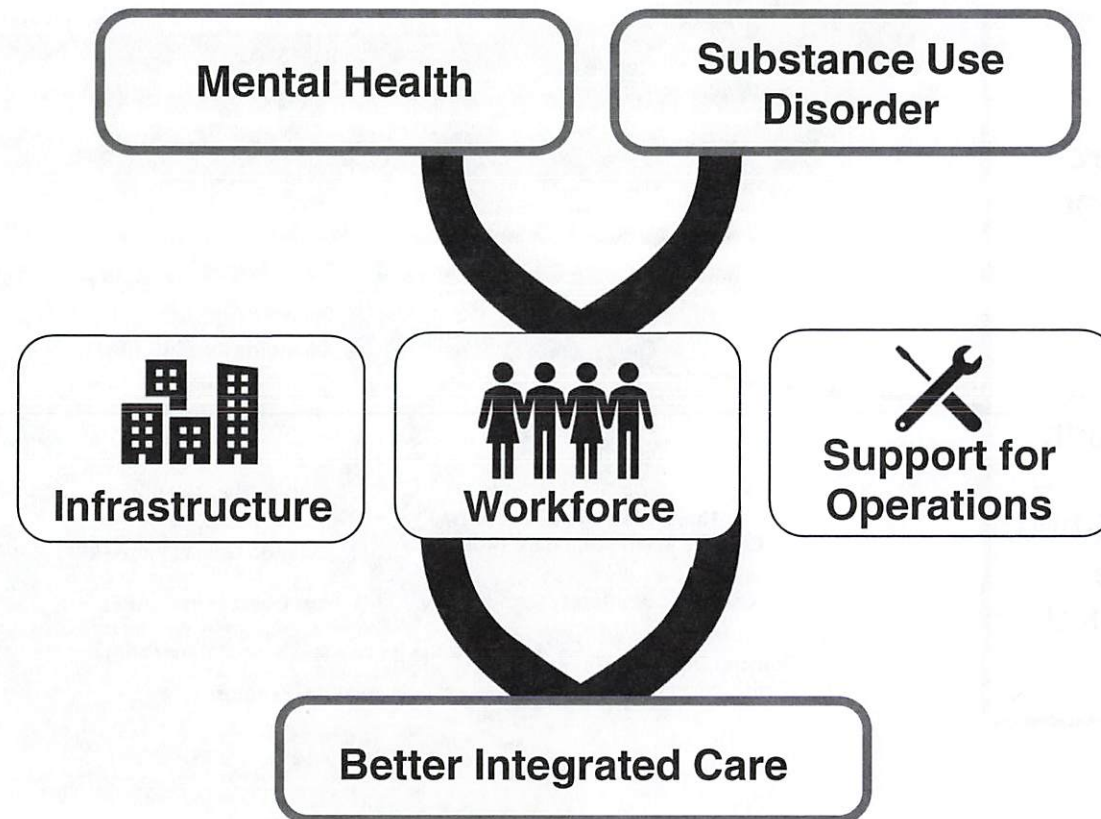 Mental Health
Substance Use
Disorder
Infrastructure
Workforce
Support for
Operations
Better Integrated Care